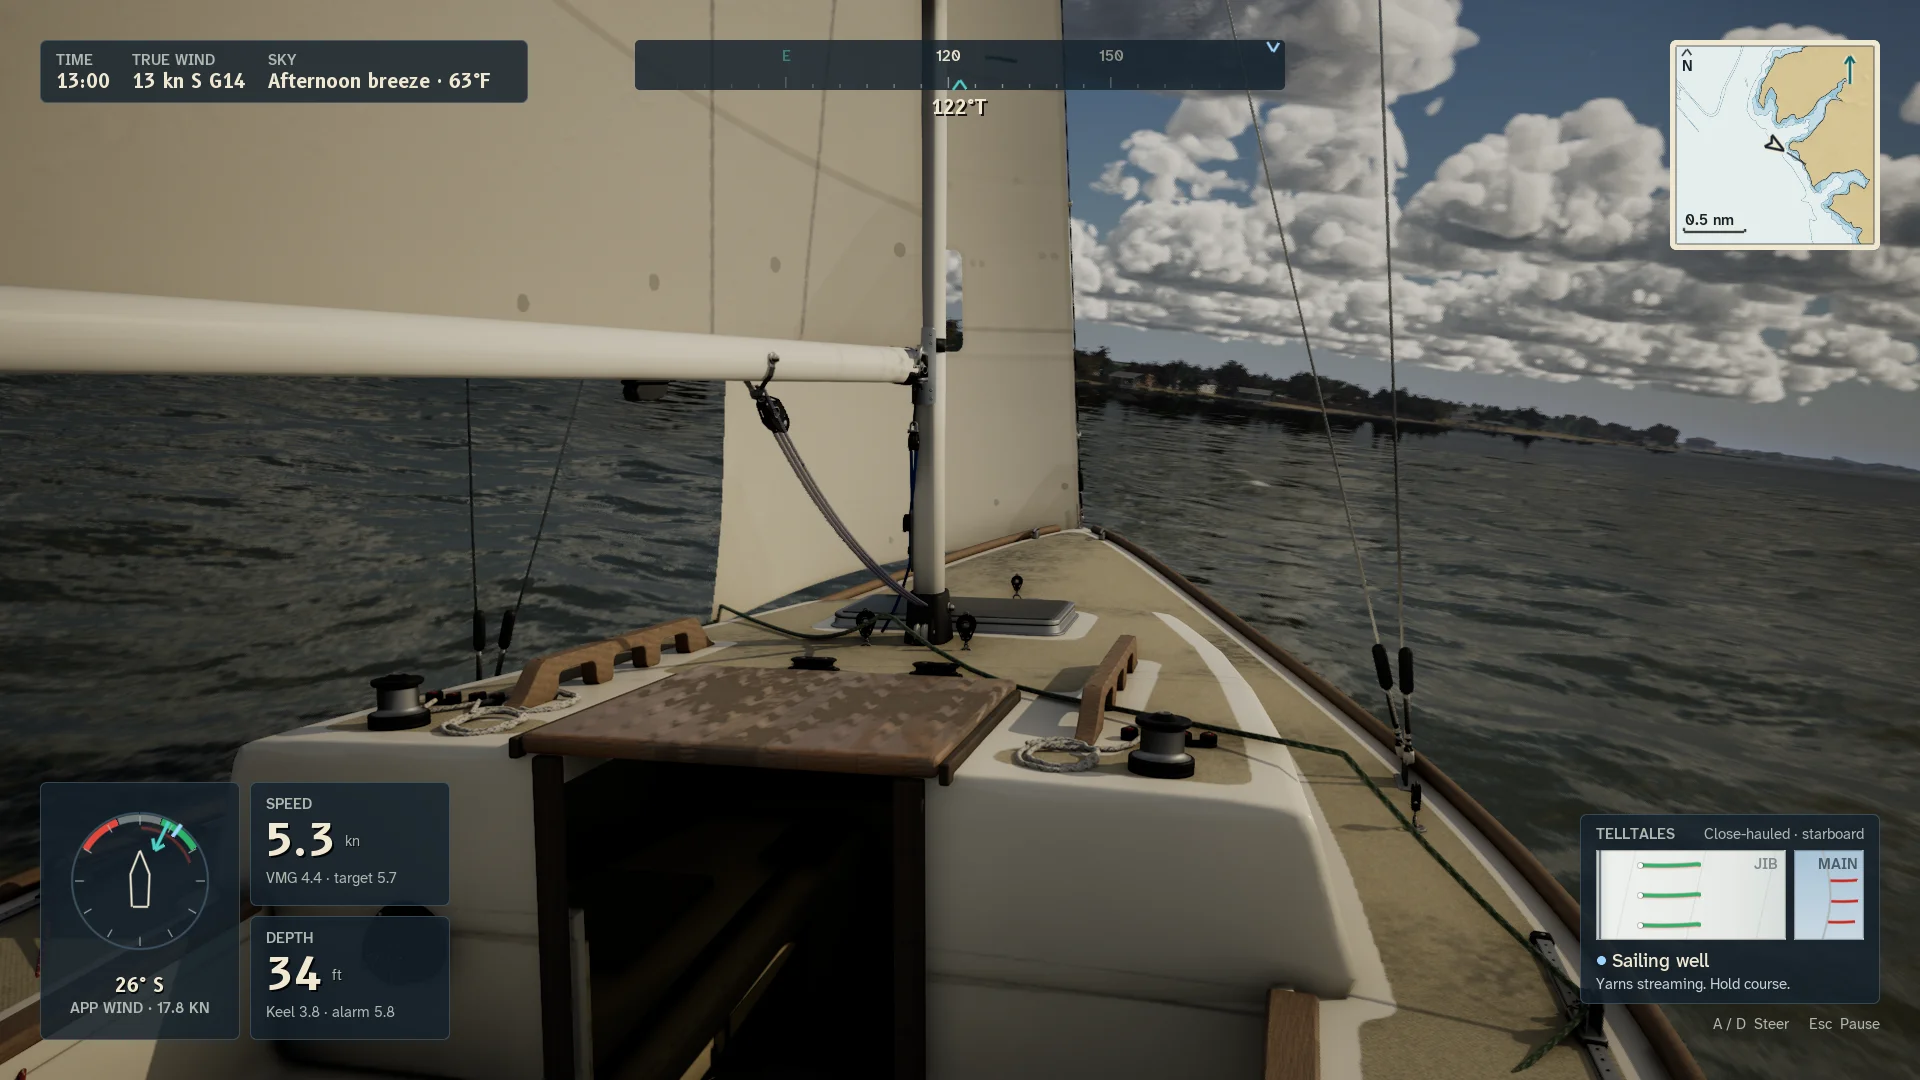 TIME TRUE WIND SKY
13:00 13 kn S G14 Afternoon breeze · 63°F
E 120 150
122°T
N
0.5 nm
26° S
APP WIND · 17.8 KN
SPEED
5.3 kn
VMG 4.4 · target 5.7
DEPTH
34 ft
Keel 3.8 · alarm 5.8
TELLTALES Close-hauled · starboard
JIB MAIN
Sailing well
Yarns streaming. Hold course.
A / D Steer Esc Pause